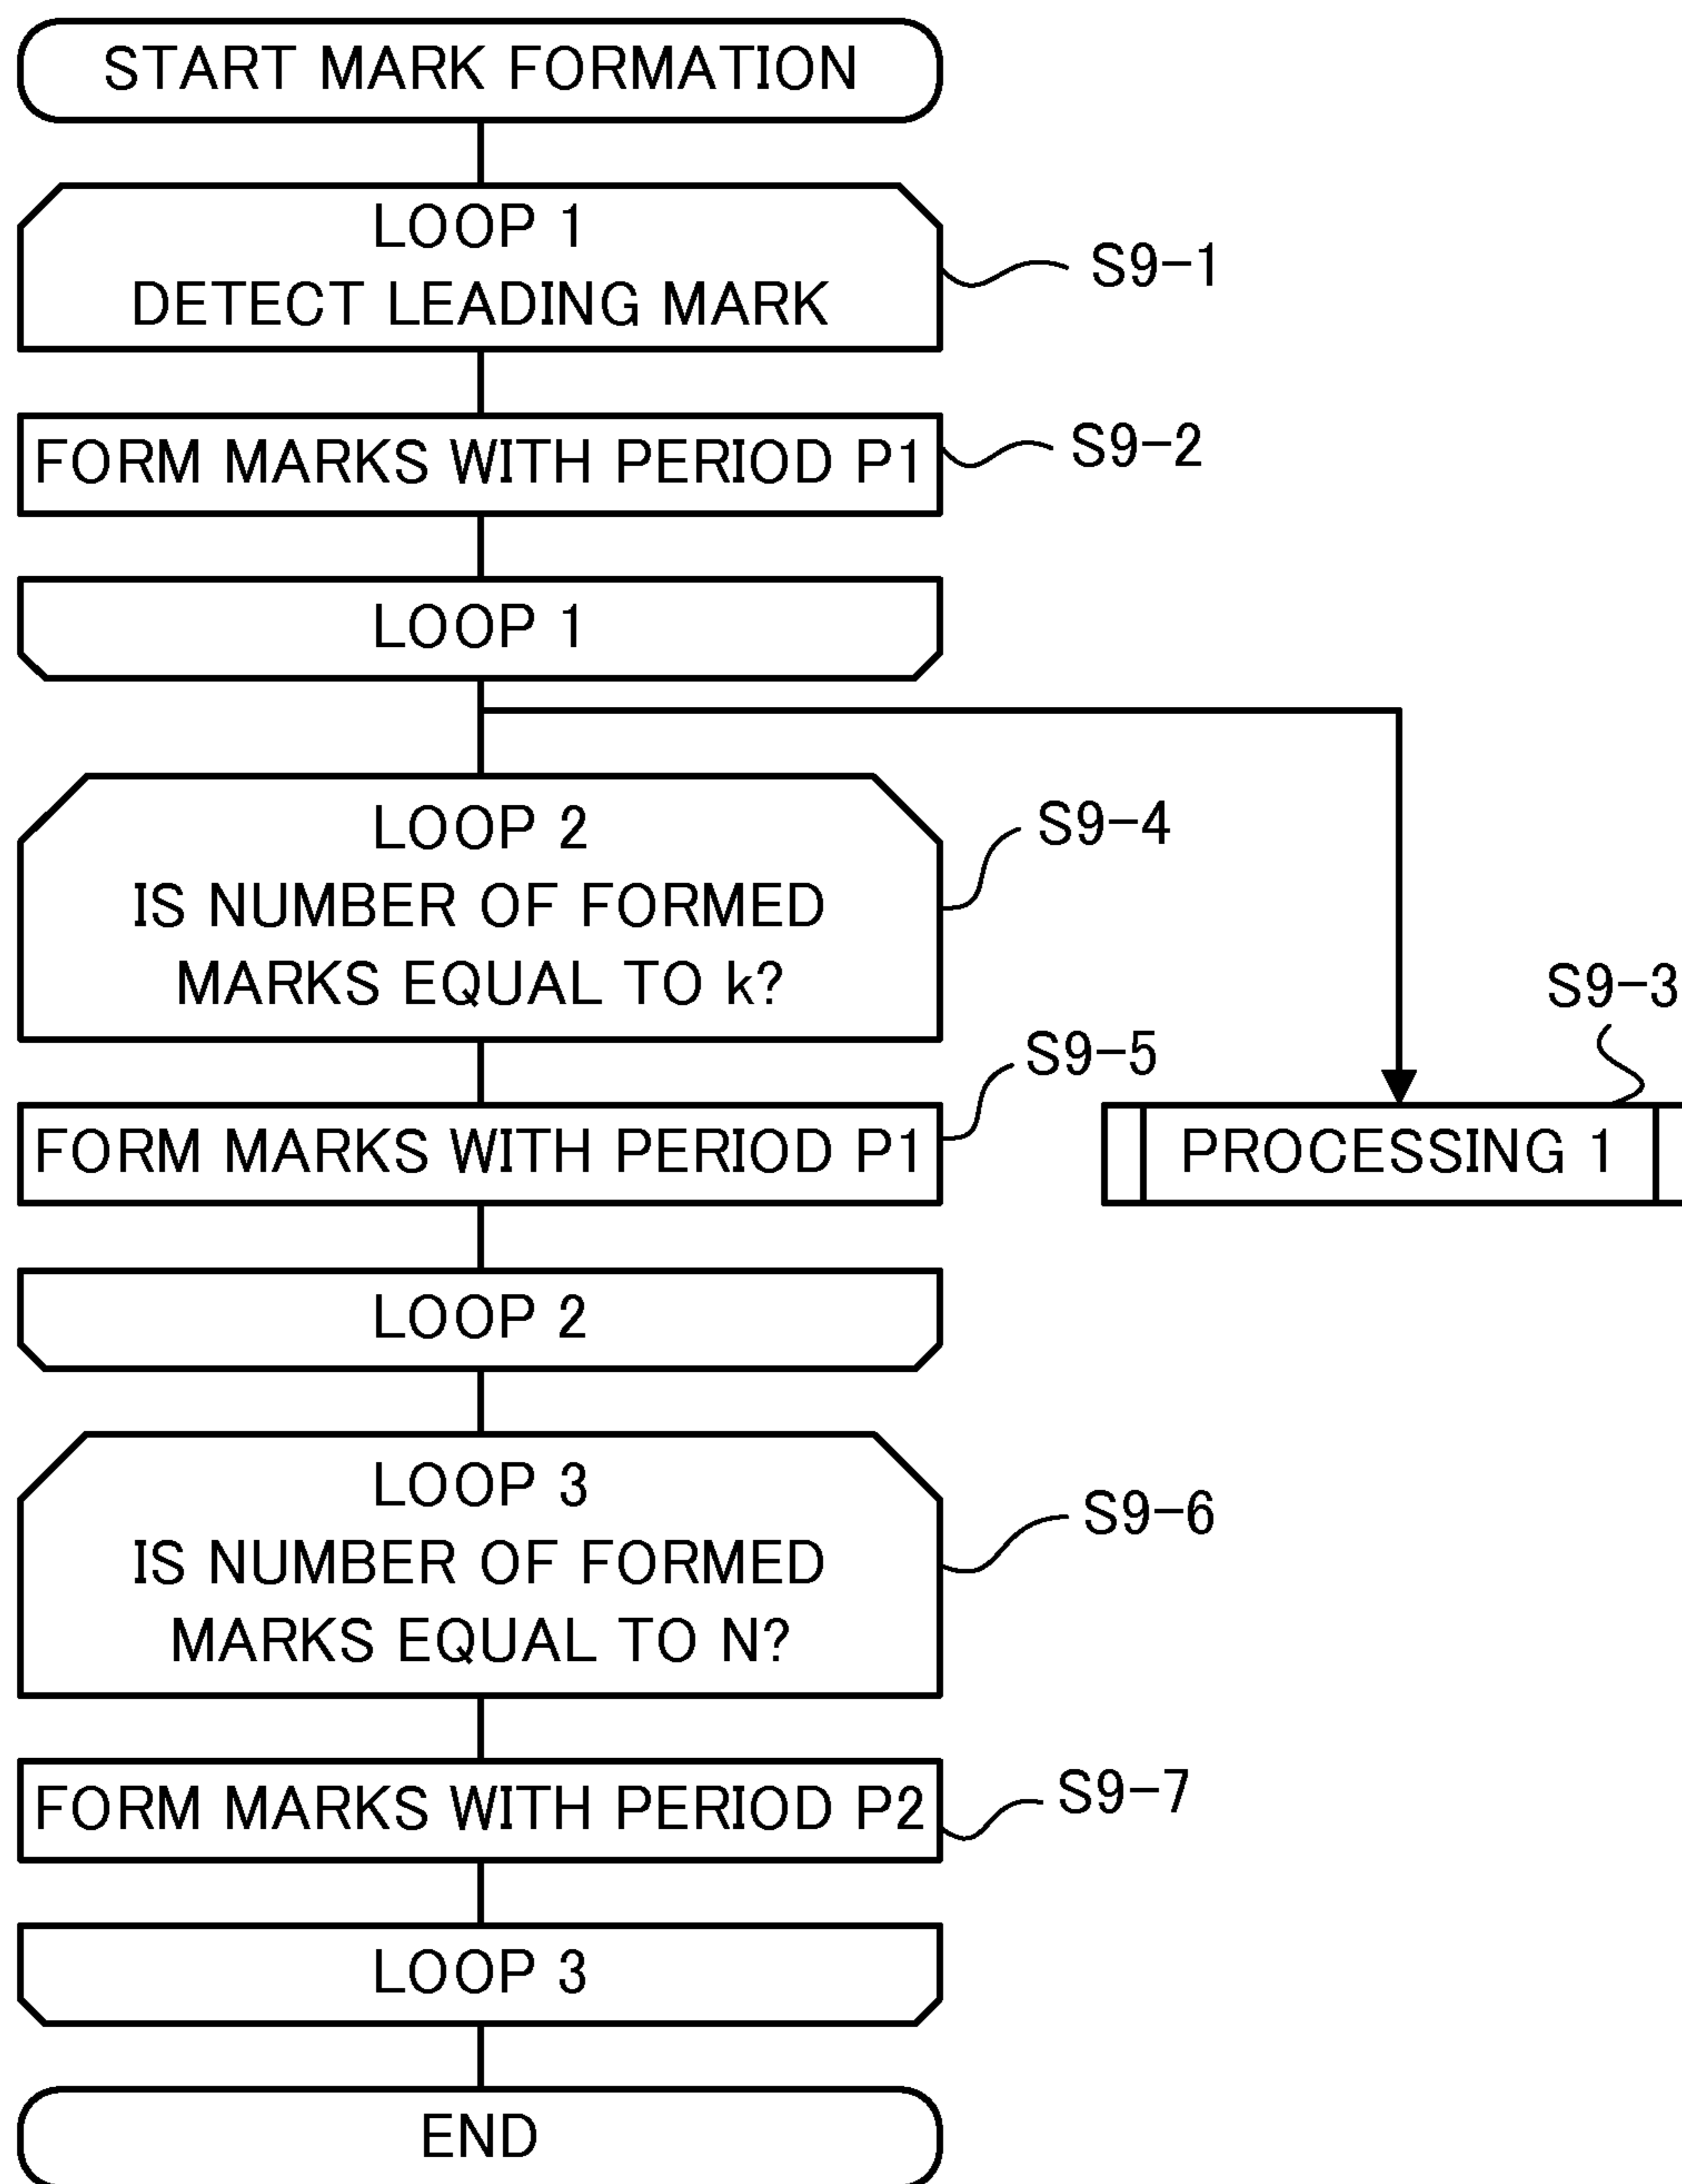 START MARK FORMATION
LOOP 1
DETECT LEADING MARK
S9-1
FORM MARKS WITH PERIOD P1
S9-2
LOOP 1
LOOP 2
IS NUMBER OF FORMED
MARKS EQUAL TO k?
S9-4
S9-3
FORM MARKS WITH PERIOD P1
S9-5
PROCESSING 1
LOOP 2
LOOP 3
IS NUMBER OF FORMED
MARKS EQUAL TO N?
S9-6
FORM MARKS WITH PERIOD P2
S9-7
LOOP 3
END